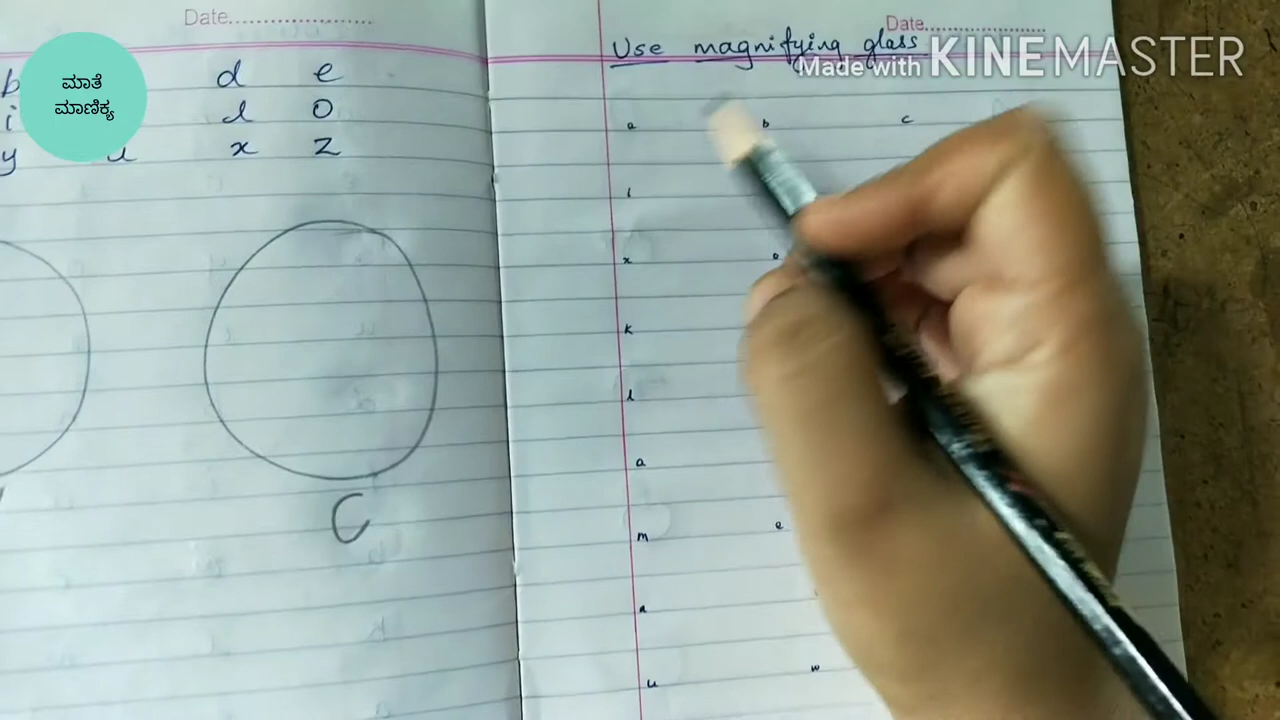 Date
Date
Use magnifying glass
Made with KINEMASTER
ಮಾತೆ
ಮಾಣಿಕ್ಯ
b d e
i l o
y u x z
C
a b c
l
x o
k
l
a
m e
u w